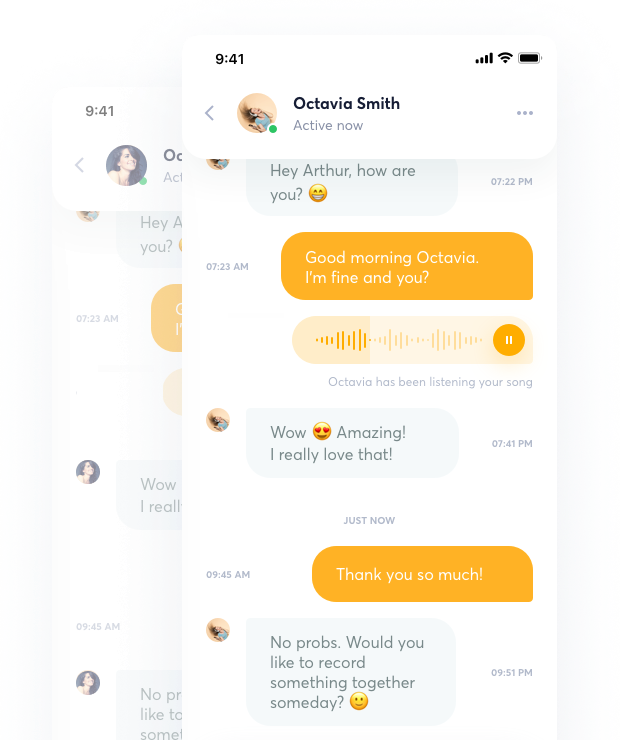 9:41
Octavia Smith
Active now
Hey Arthur, how are
you? 😁
07:22 PM
07:23 AM
Good morning Octavia.
I'm fine and you?
Octavia has been listening your song
Wow 😍 Amazing!
I really love that!
07:41 PM
JUST NOW
09:45 AM
Thank you so much!
No probs. Would you
like to record
something together
someday? 🙂
09:51 PM
9:41
Hey A
you?
07:23 AM
Wow
I reall
09:45 AM
No pr
like to
somet